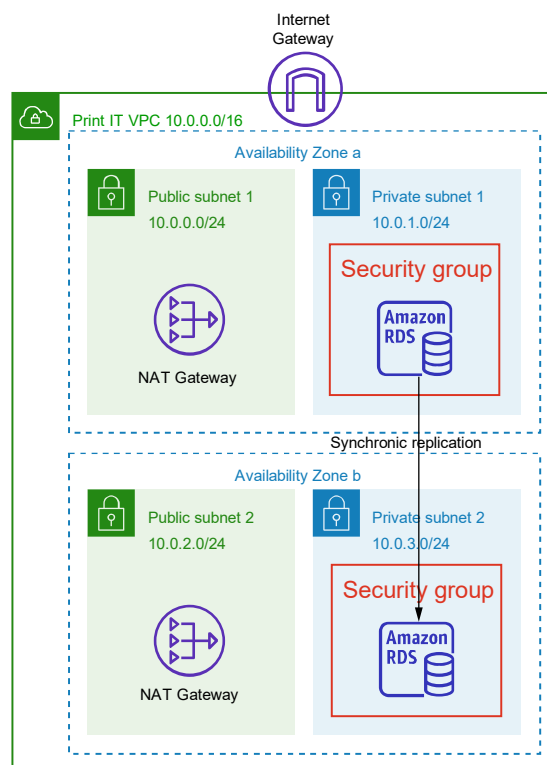 Internet
Gateway
Print IT VPC 10.0.0.0/16
Availability Zone a
Public subnet 1
10.0.0.0/24
NAT Gateway
Private subnet 1
10.0.1.0/24
Security group
Amazon
RDS
Synchronic replication
Availability Zone b
Public subnet 2
10.0.2.0/24
NAT Gateway
Private subnet 2
10.0.3.0/24
Security group
Amazon
RDS